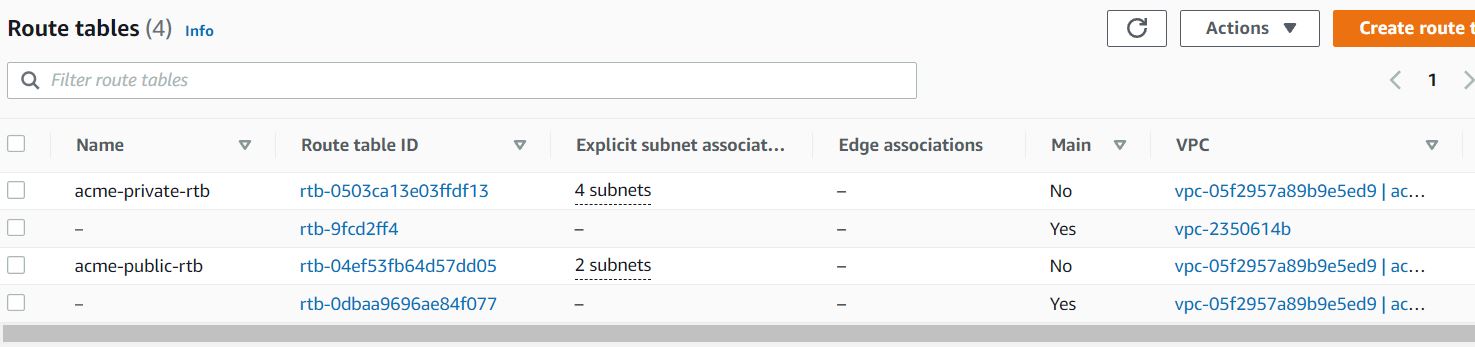 Route tables (4) Info Actions Create route t
Filter route tables 1
Name Route table ID Explicit subnet associat... Edge associations Main VPC
acme-private-rtb rtb-0503ca13e03ffdf13 4 subnets – No vpc-05f2957a89b9e5ed9 | ac...
– rtb-9fcd2ff4 – – Yes vpc-2350614b
acme-public-rtb rtb-04ef53fb64d57dd05 2 subnets – No vpc-05f2957a89b9e5ed9 | ac...
– rtb-0dbaa9696ae84f077 – – Yes vpc-05f2957a89b9e5ed9 | ac...